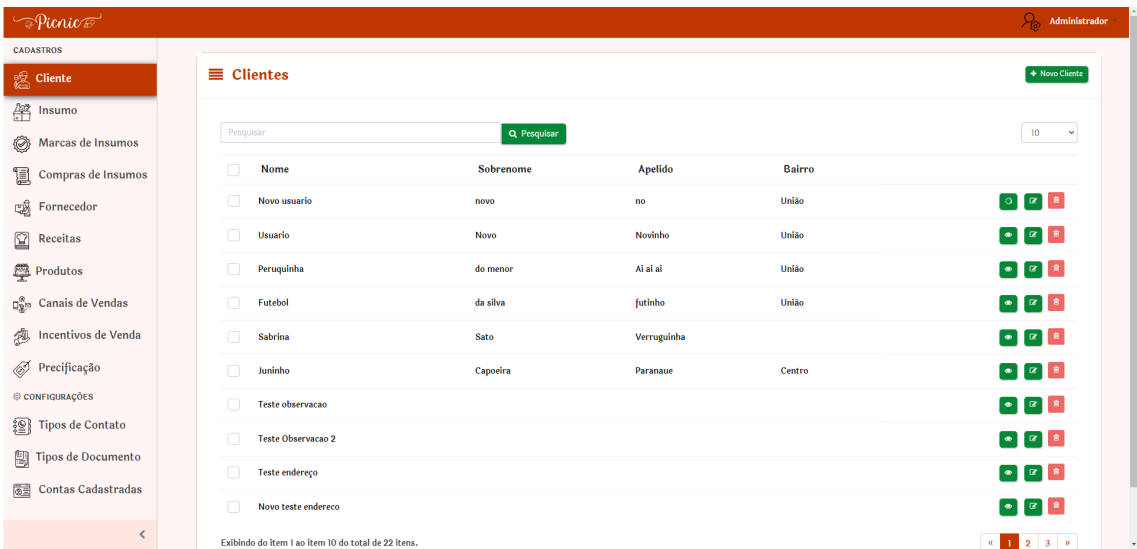 Picnic
Administrador
CADASTROS
Cliente
Insumo
Marcas de Insumos
Compras de Insumos
Fornecedor
Receitas
Produtos
Canais de Vendas
Incentivos de Venda
Precificação
CONFIGURAÇÕES
Tipos de Contato
Tipos de Documento
Contas Cadastradas
Clientes
+ Novo Cliente
Pesquisar
Pesquisar
10
Nome Sobrenome Apelido Bairro
Novo usuario novo no União
Usuario Novo Novinho União
Peruquinha do menor Ai ai ai União
Futebol da silva futinho União
Sabrina Sato Verruguinha
Juninho Capoeira Paranaue Centro
Teste observacao
Teste Observacao 2
Teste endereço
Novo teste endereco
Exibindo do item 1 ao item 10 do total de 22 itens.
« 1 2 3 »